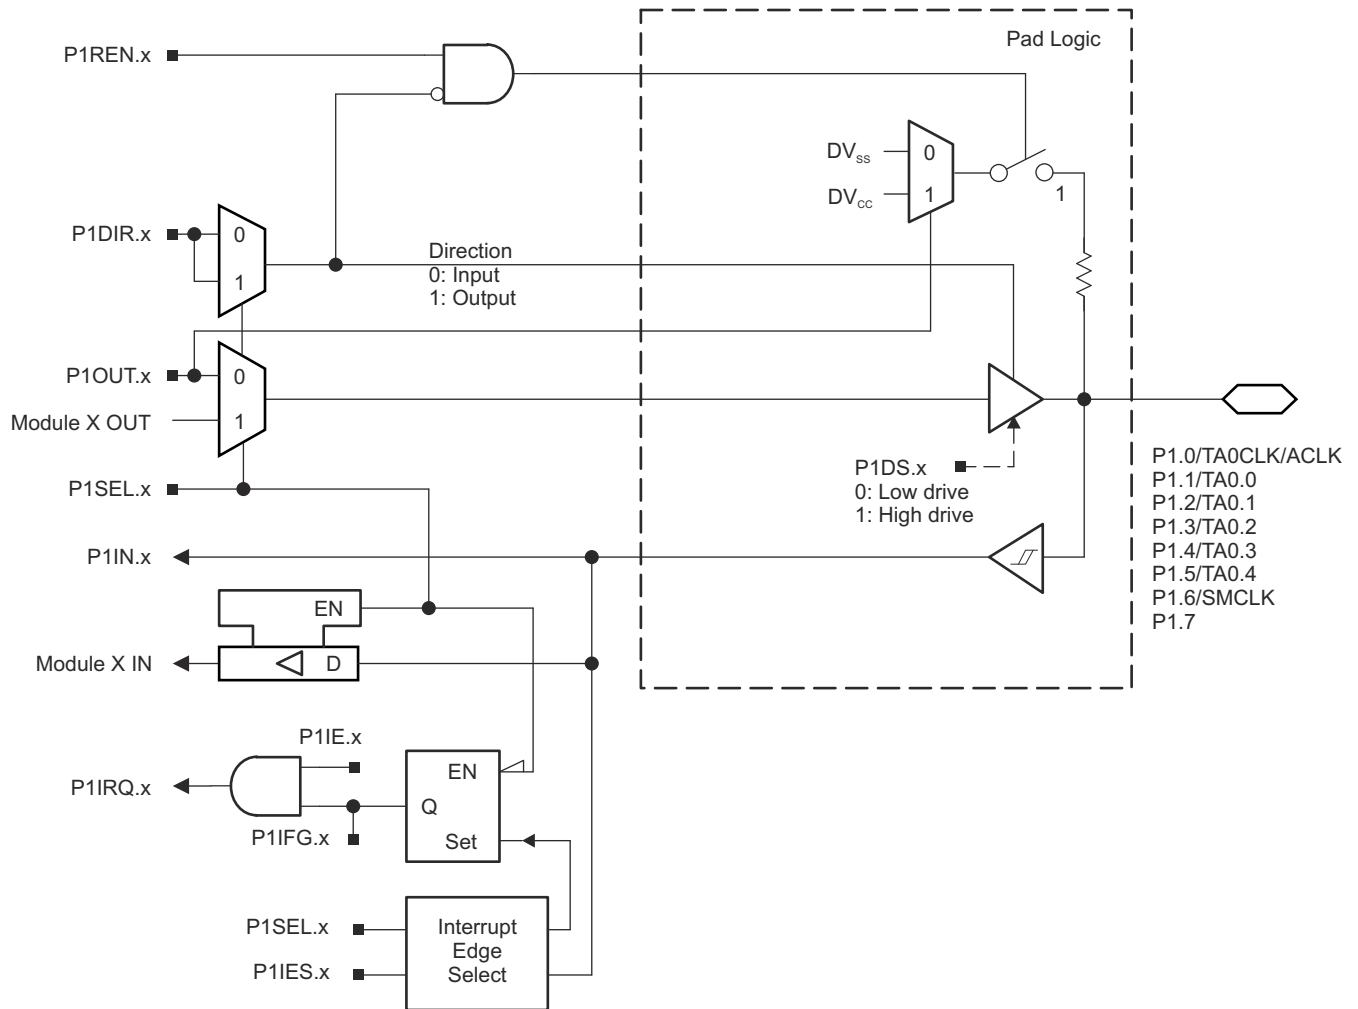 Pad Logic
P1REN.x
DVSS
0
DVCC
1
1
P1DIR.x
0
1
Direction
0: Input
1: Output
P1OUT.x
0
Module X OUT
1
P1DS.x
0: Low drive
1: High drive
P1SEL.x
P1.0/TA0CLK/ACLK
P1.1/TA0.0
P1.2/TA0.1
P1.3/TA0.2
P1.4/TA0.3
P1.5/TA0.4
P1.6/SMCLK
P1.7
P1IN.x
EN
Module X IN
D
P1IE.x
EN
P1IRQ.x
Q
P1IFG.x
Set
P1SEL.x
P1IES.x
Interrupt
Edge
Select